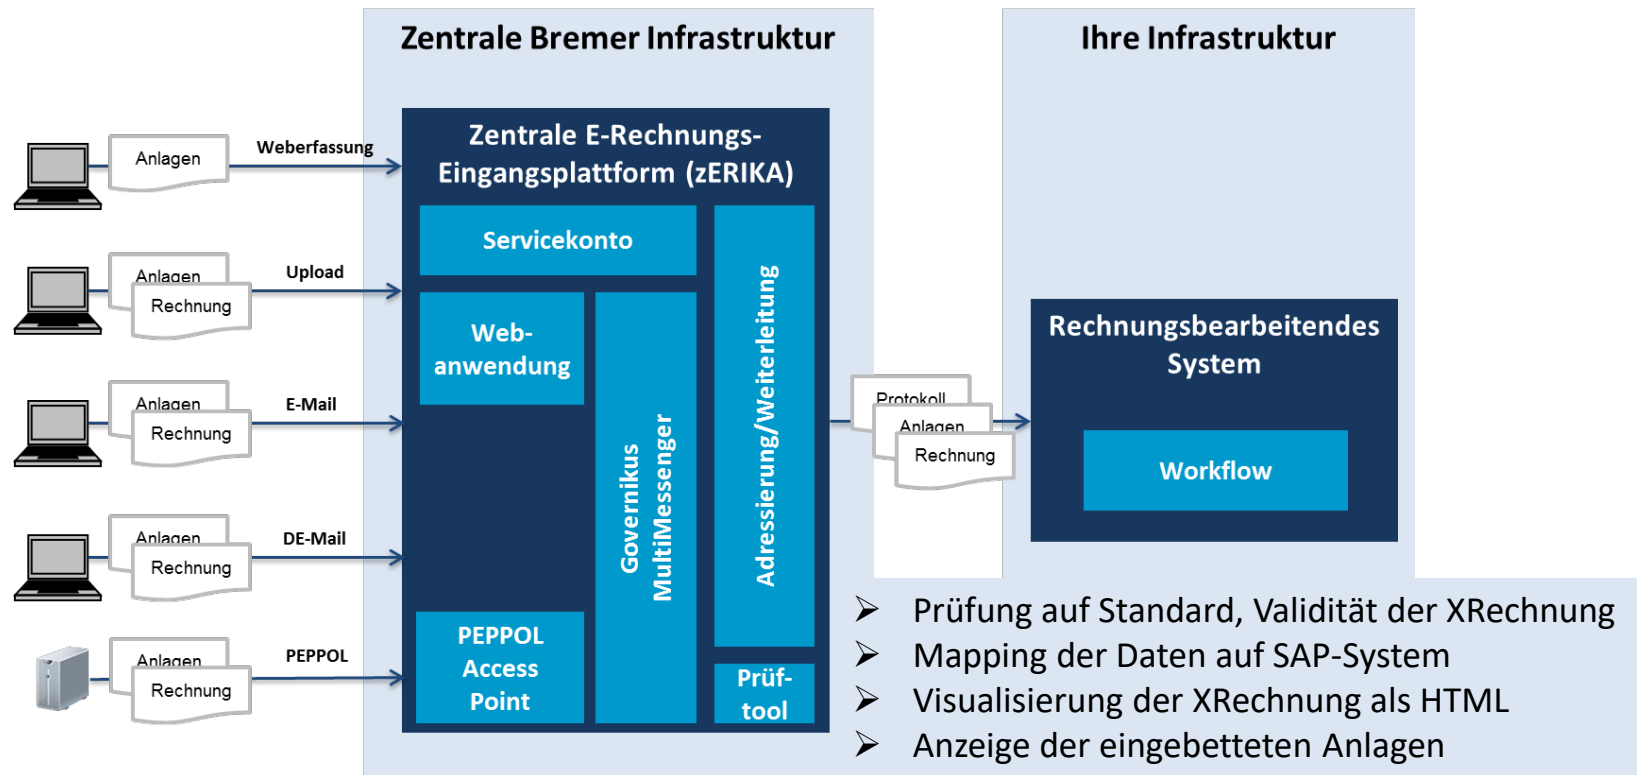 Zentrale Bremer Infrastruktur
Ihre Infrastruktur
Zentrale E-Rechnungs-
Eingangsplattform (zERIKA)
Anlagen
Weberfassung
Servicekonto
Anlagen
Rechnung
Upload
Web-
anwendung
Anlagen
Rechnung
E-Mail
Governikus
MultiMessenger
Adressierung/Weiterleitung
Anlagen
Rechnung
DE-Mail
PEPPOL
Access
Point
Anlagen
Rechnung
PEPPOL
Prüf-
tool
Protokoll
Anlagen
Rechnung
Rechnungsbearbeitendes
System
Workflow
➢ Prüfung auf Standard, Validität der XRechnung
➢ Mapping der Daten auf SAP-System
➢ Visualisierung der XRechnung als HTML
➢ Anzeige der eingebetteten Anlagen